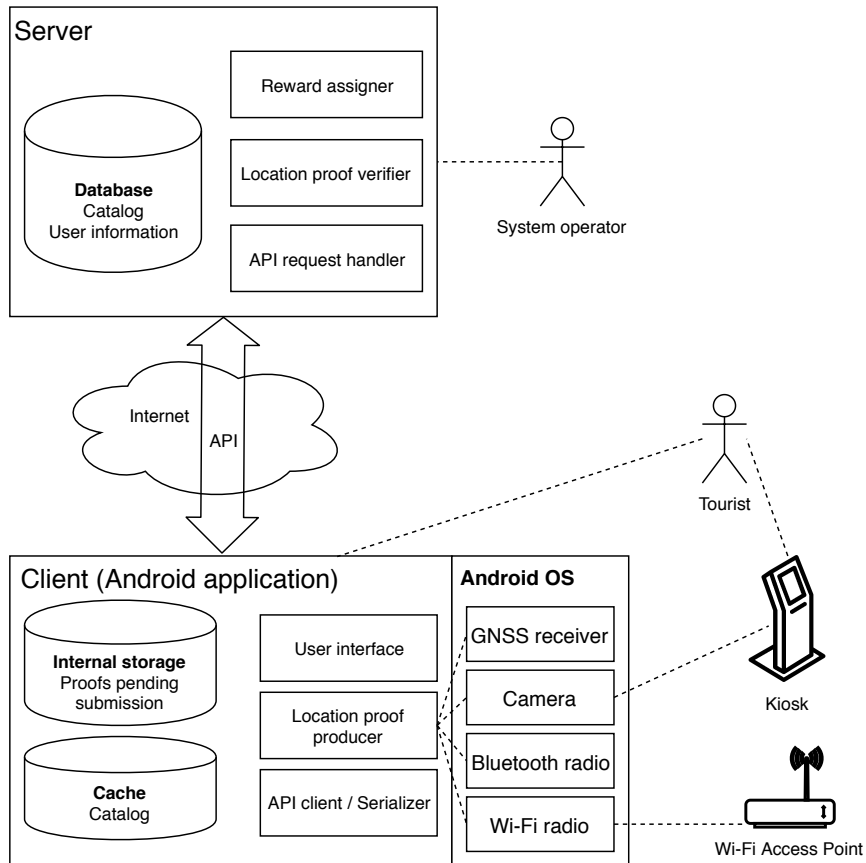 Server
Reward assigner
Database
Catalog
User information
Location proof verifier
API request handler
System operator
Internet
API
Tourist
Client (Android application)
Android OS
Internal storage
Proofs pending
submission
User interface
GNSS receiver
Location proof
producer
Camera
Kiosk
Cache
Catalog
API client / Serializer
Bluetooth radio
Wi-Fi radio
Wi-Fi Access Point